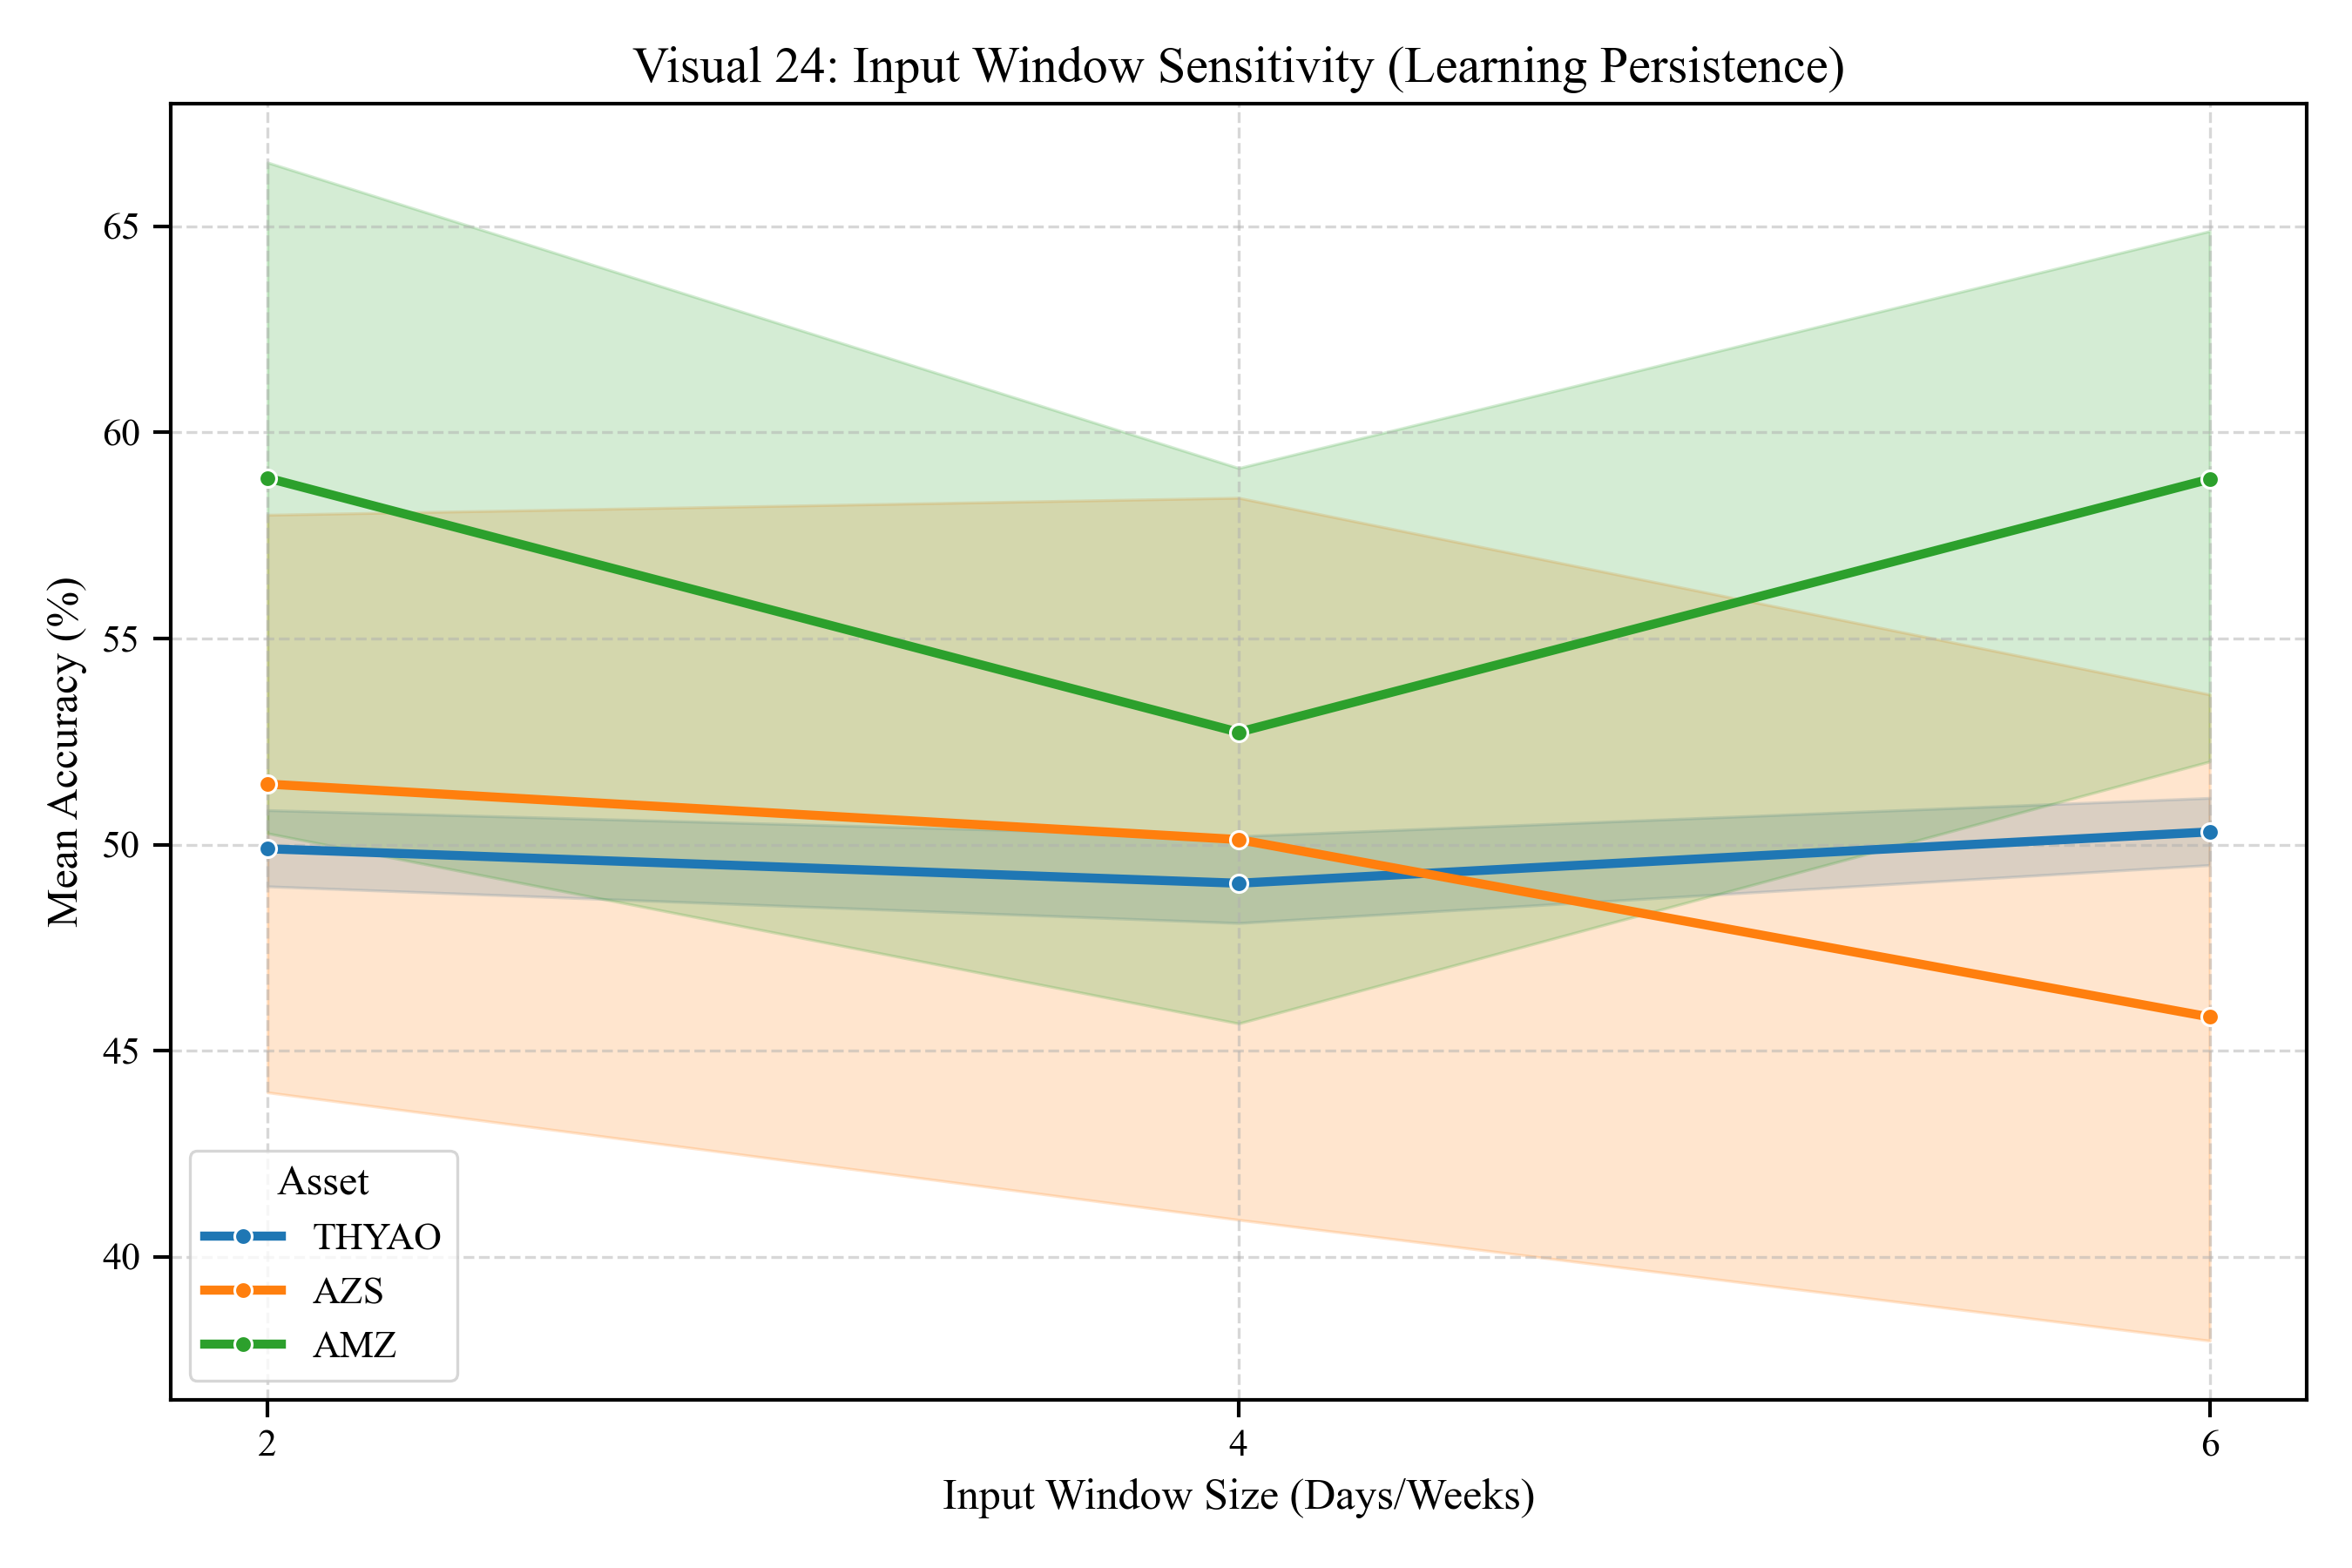 Visual 24: Input Window Sensitivity (Learning Persistence)
Mean Accuracy (%)
65
60
55
50
45
40
Asset
THYAO
AZS
AMZ
2
4
6
Input Window Size (Days/Weeks)